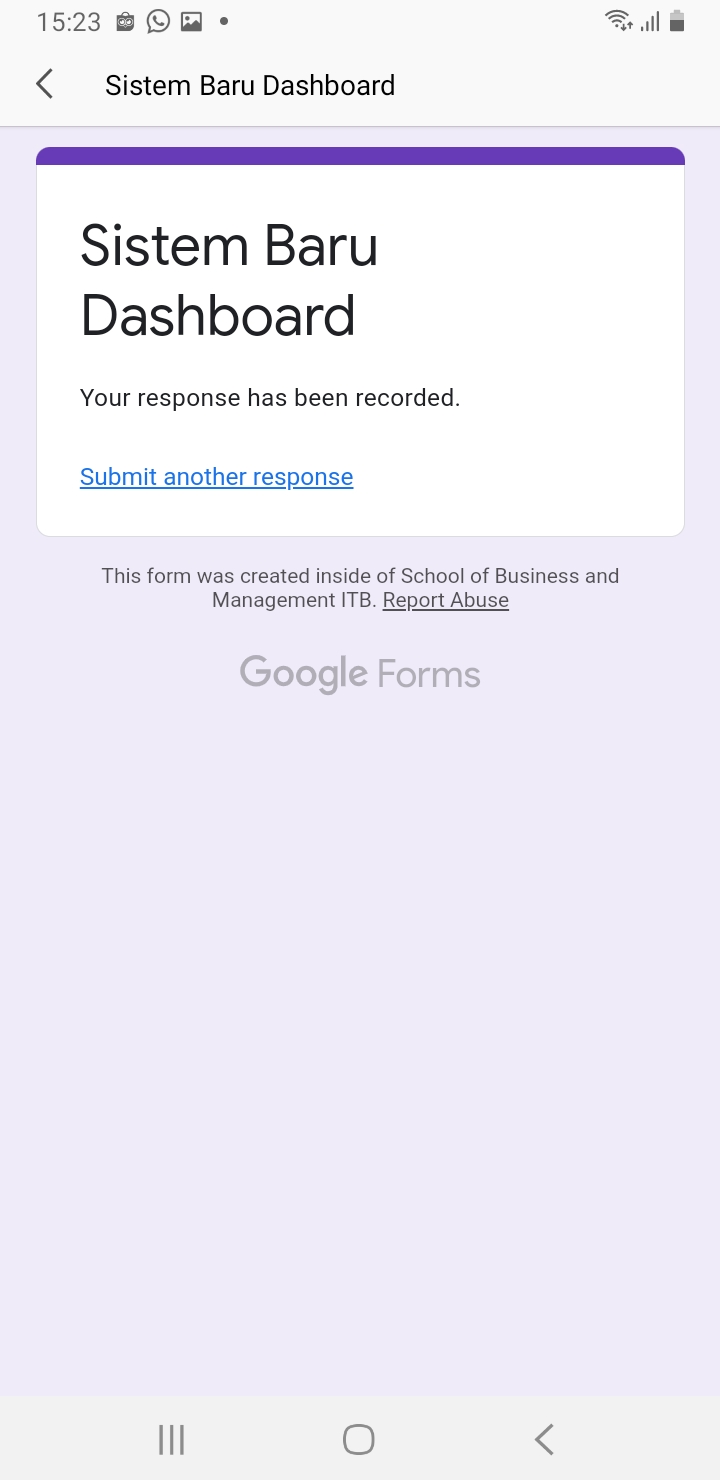 15:23
Sistem Baru Dashboard
Sistem Baru
Dashboard
Your response has been recorded.
Submit another response
This form was created inside of School of Business and
Management ITB. Report Abuse
Google Forms